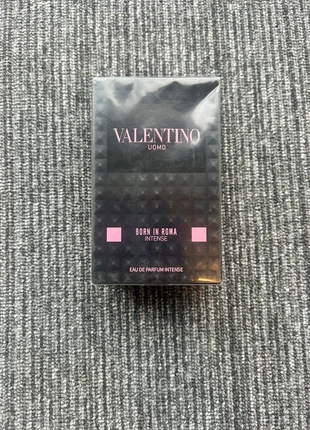 VALENTINO
UOMO
BORN IN ROMA
INTENSE
EAU DE PARFUM INTENSE